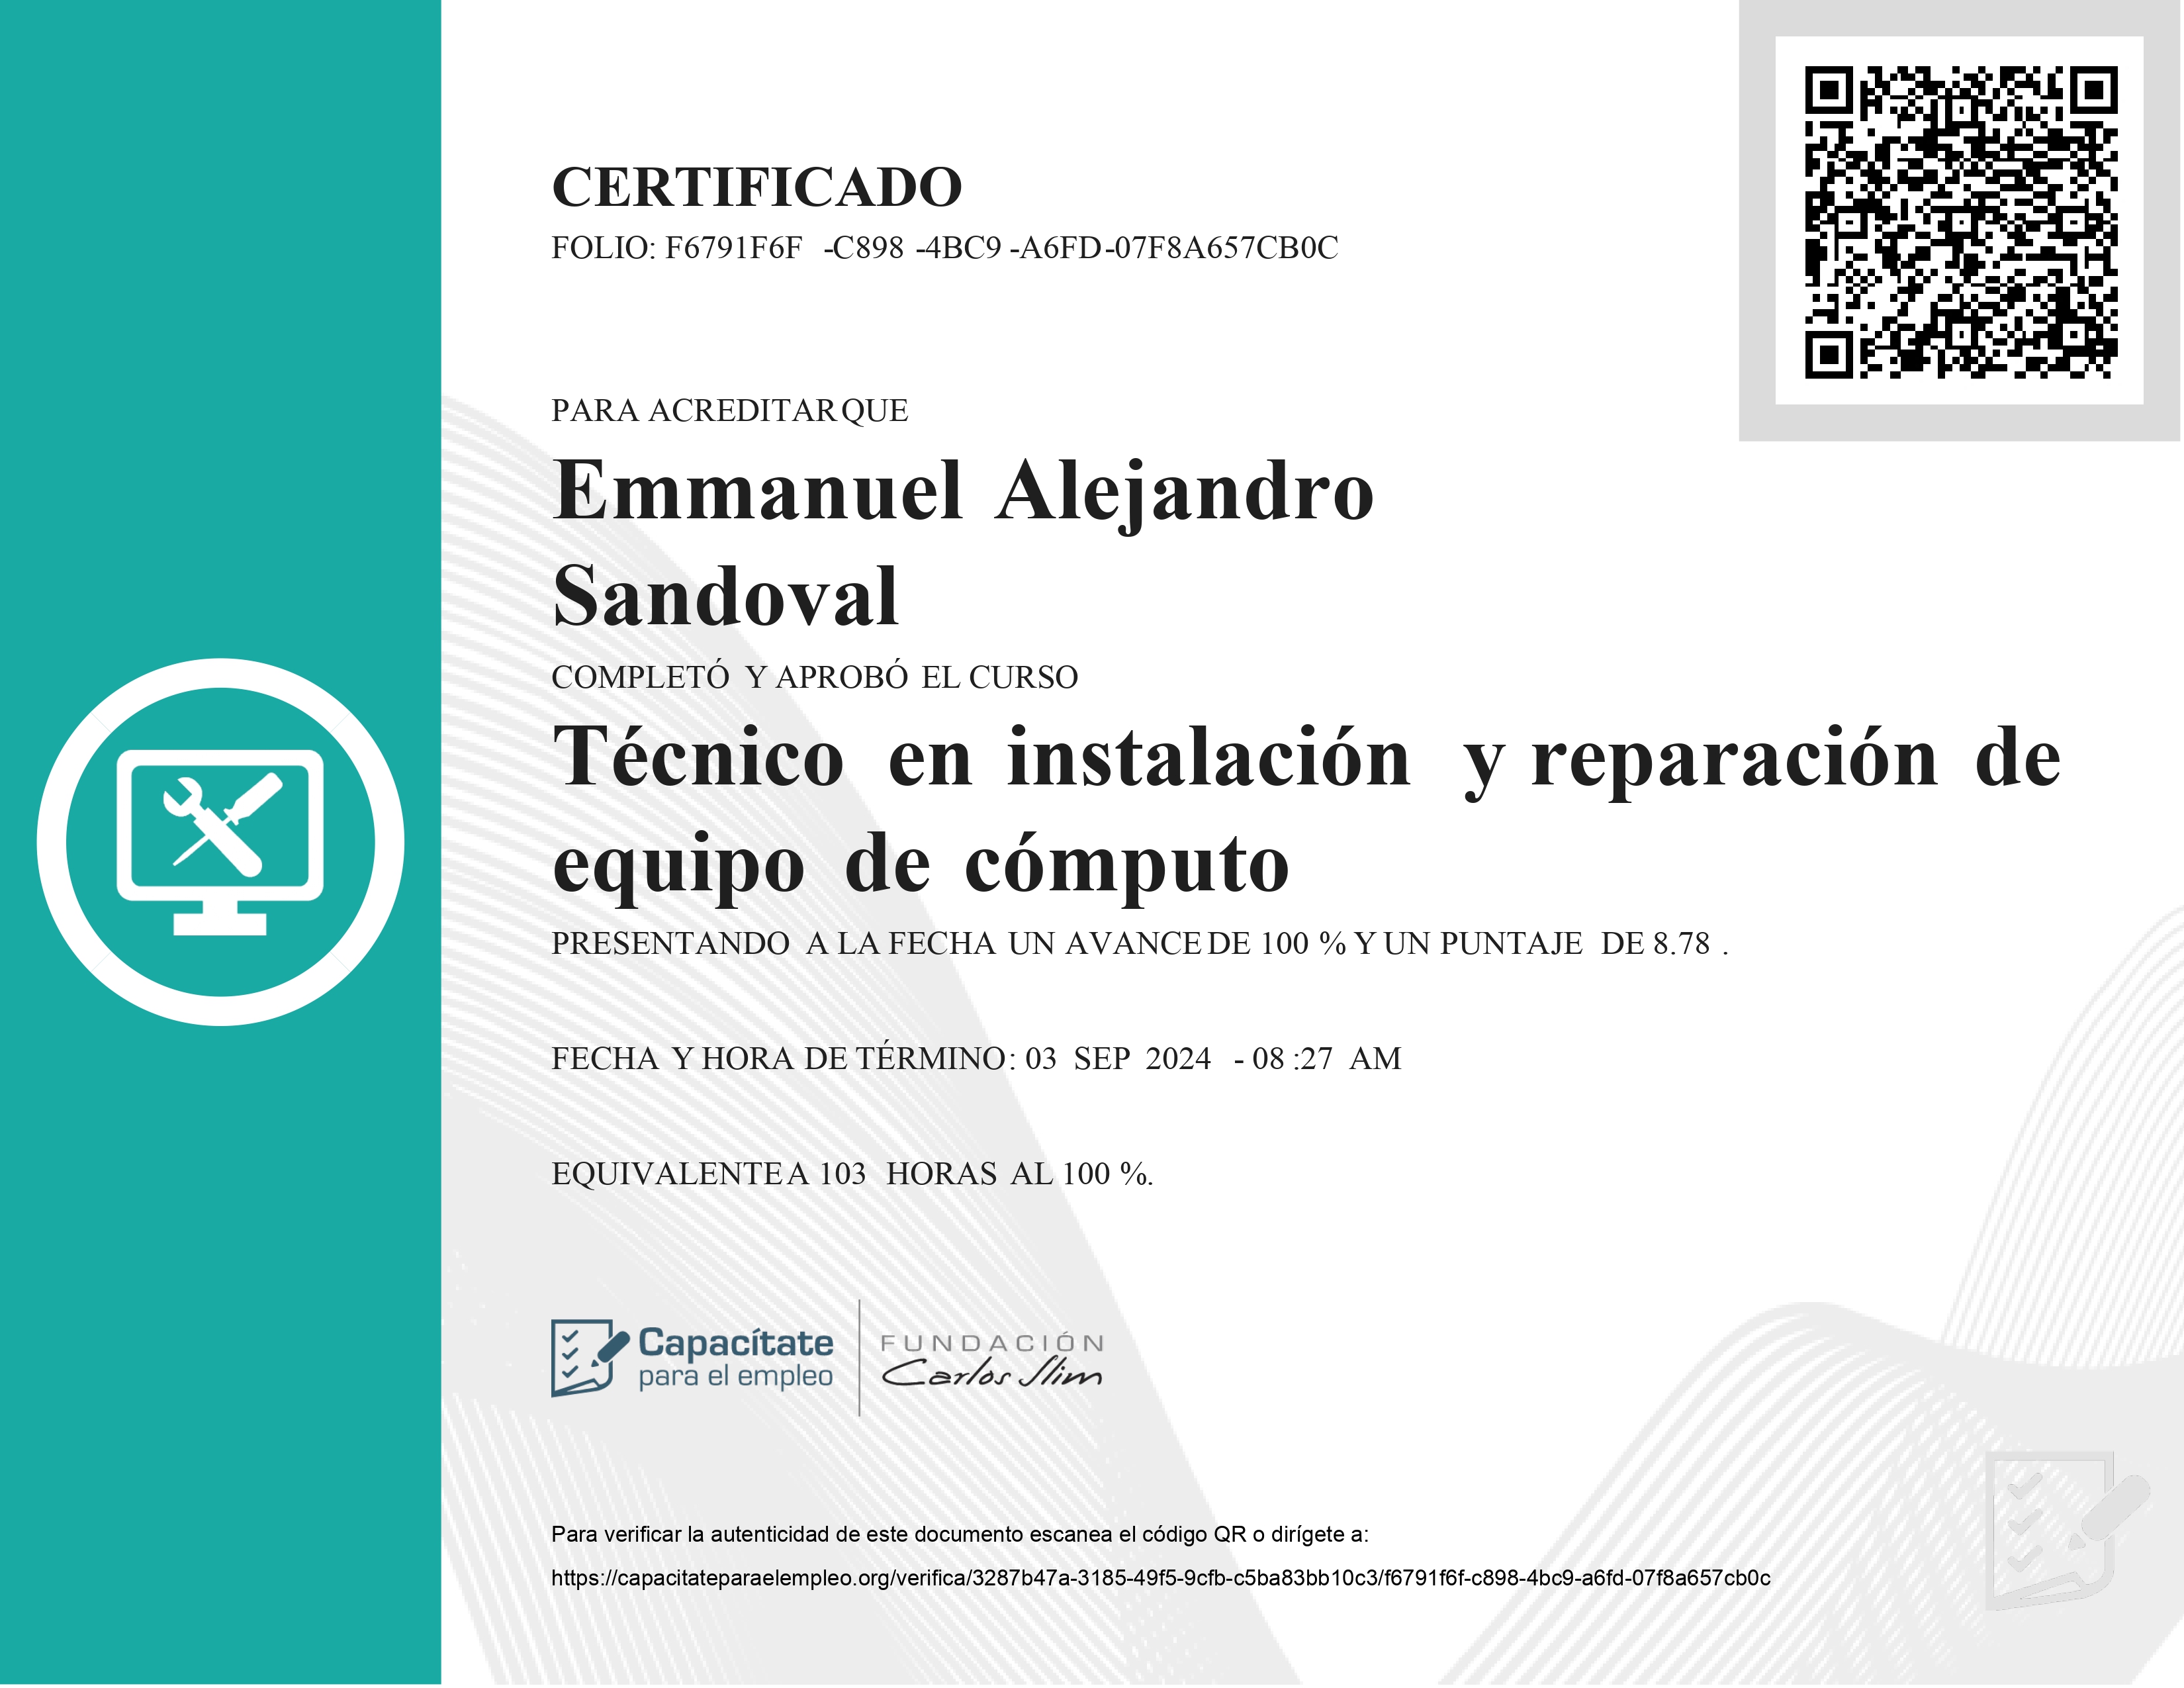 CERTIFICADO
FOLIO: F6791F6F -C898 -4BC9 -A6FD-07F8A657CB0C
PARA ACREDITAR QUE
Emmanuel Alejandro
Sandoval
COMPLETÓ Y APROBÓ EL CURSO
Técnico en instalación y reparación de
equipo de cómputo
PRESENTANDO A LA FECHA UN AVANCE DE 100 % Y UN PUNTAJE DE 8.78 .
FECHA Y HORA DE TÉRMINO: 03 SEP 2024 - 08 :27 AM
EQUIVALENTE A 103 HORAS AL 100 %.
Capacítate
para el empleo
FUNDACIÓN
Carlos Slim
Para verificar la autenticidad de este documento escanea el código QR o dirígete a:
https://capacitateparaelempleo.org/verifica/3287b47a-3185-49f5-9cfb-c5ba83bb10c3/f6791f6f-c898-4bc9-a6fd-07f8a657cb0c